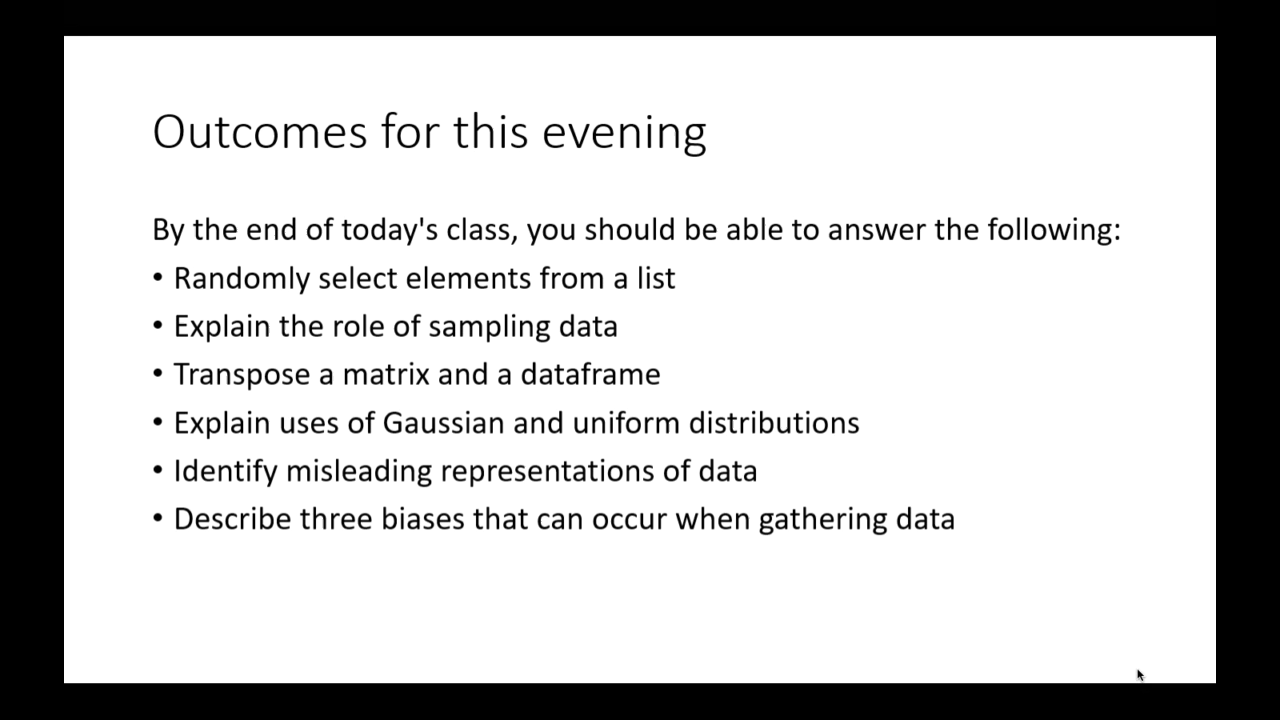 Outcomes for this evening
By the end of today's class, you should be able to answer the following:
• Randomly select elements from a list
• Explain the role of sampling data
• Transpose a matrix and a dataframe
• Explain uses of Gaussian and uniform distributions
• Identify misleading representations of data
• Describe three biases that can occur when gathering data